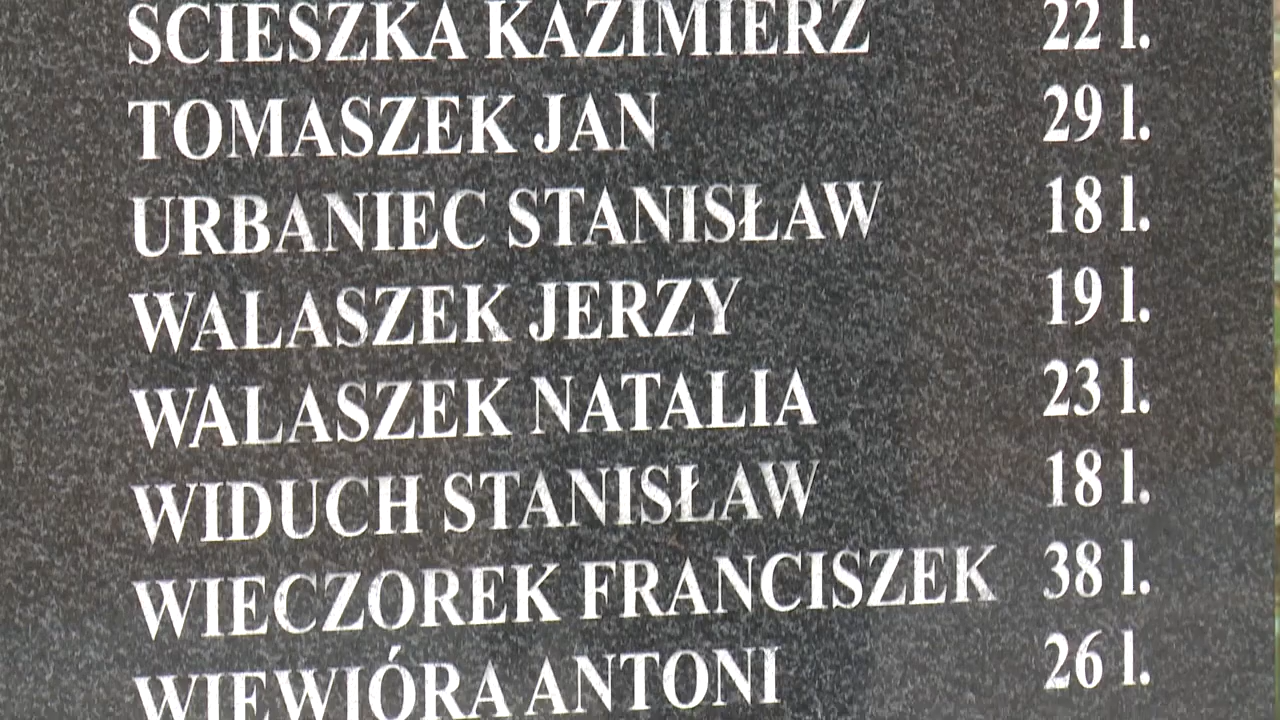 SCIESZKA KAZIMIERZ 22 l.
TOMASZEK JAN 29 l.
URBANIEC STANISŁAW 18 l.
WALASZEK JERZY 19 l.
WALASZEK NATALIA 23 l.
WIDUCH STANISŁAW 18 l.
WIECZOREK FRANCISZEK 38 l.
WIEWIÓRA ANTONI 26 l.